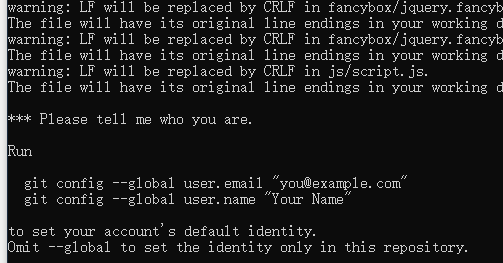 warning: LF will be replaced by CRLF in fancybox/jquery.fancyb
The file will have its original line endings in your working d
warning: LF will be replaced by CRLF in fancybox/jquery.fancyb
The file will have its original line endings in your working d
warning: LF will be replaced by CRLF in js/script.js.
The file will have its original line endings in your working d
*** Please tell me who you are.
Run
git config --global user.email "you@example.com"
git config --global user.name "Your Name"
to set your account's default identity.
Omit --global to set the identity only in this repository.